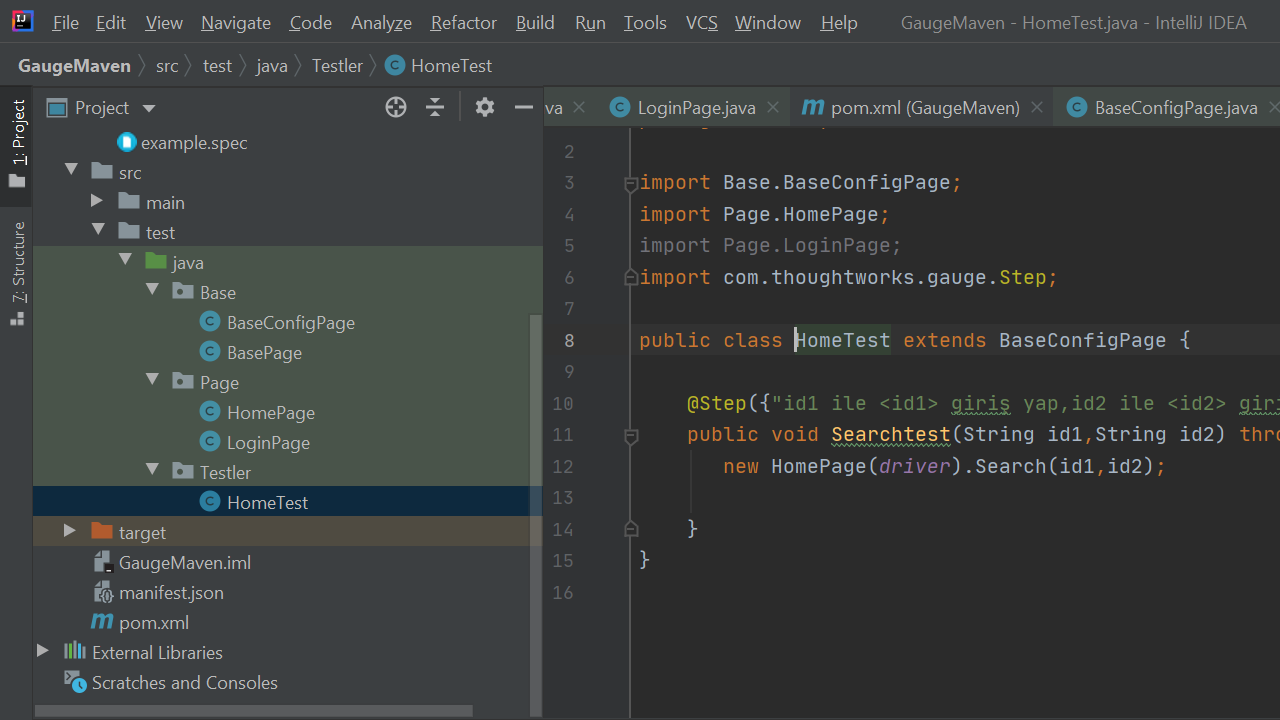 File Edit View Navigate Code Analyze Refactor Build Run Tools VCS Window Help GaugeMaven - HomeTest.java - IntelliJ IDEA
GaugeMaven src test java Testler HomeTest
1: Project
7: Structure
Project
example.spec
src
main
test
java
Base
BaseConfigPage
BasePage
Page
HomePage
LoginPage
Testler
HomeTest
target
GaugeMaven.iml
manifest.json
pom.xml
External Libraries
Scratches and Consoles
va LoginPage.java pom.xml (GaugeMaven) BaseConfigPage.java
2
3 import Base.BaseConfigPage;
4 import Page.HomePage;
5 import Page.LoginPage;
6 import com.thoughtworks.gauge.Step;
7
8 public class HomeTest extends BaseConfigPage {
9
10 @Step({"id1 ile <id1> giriş yap,id2 ile <id2> giri
11 public void Searchtest(String id1,String id2) thro
12 new HomePage(driver).Search(id1,id2);
13
14 }
15 }
16